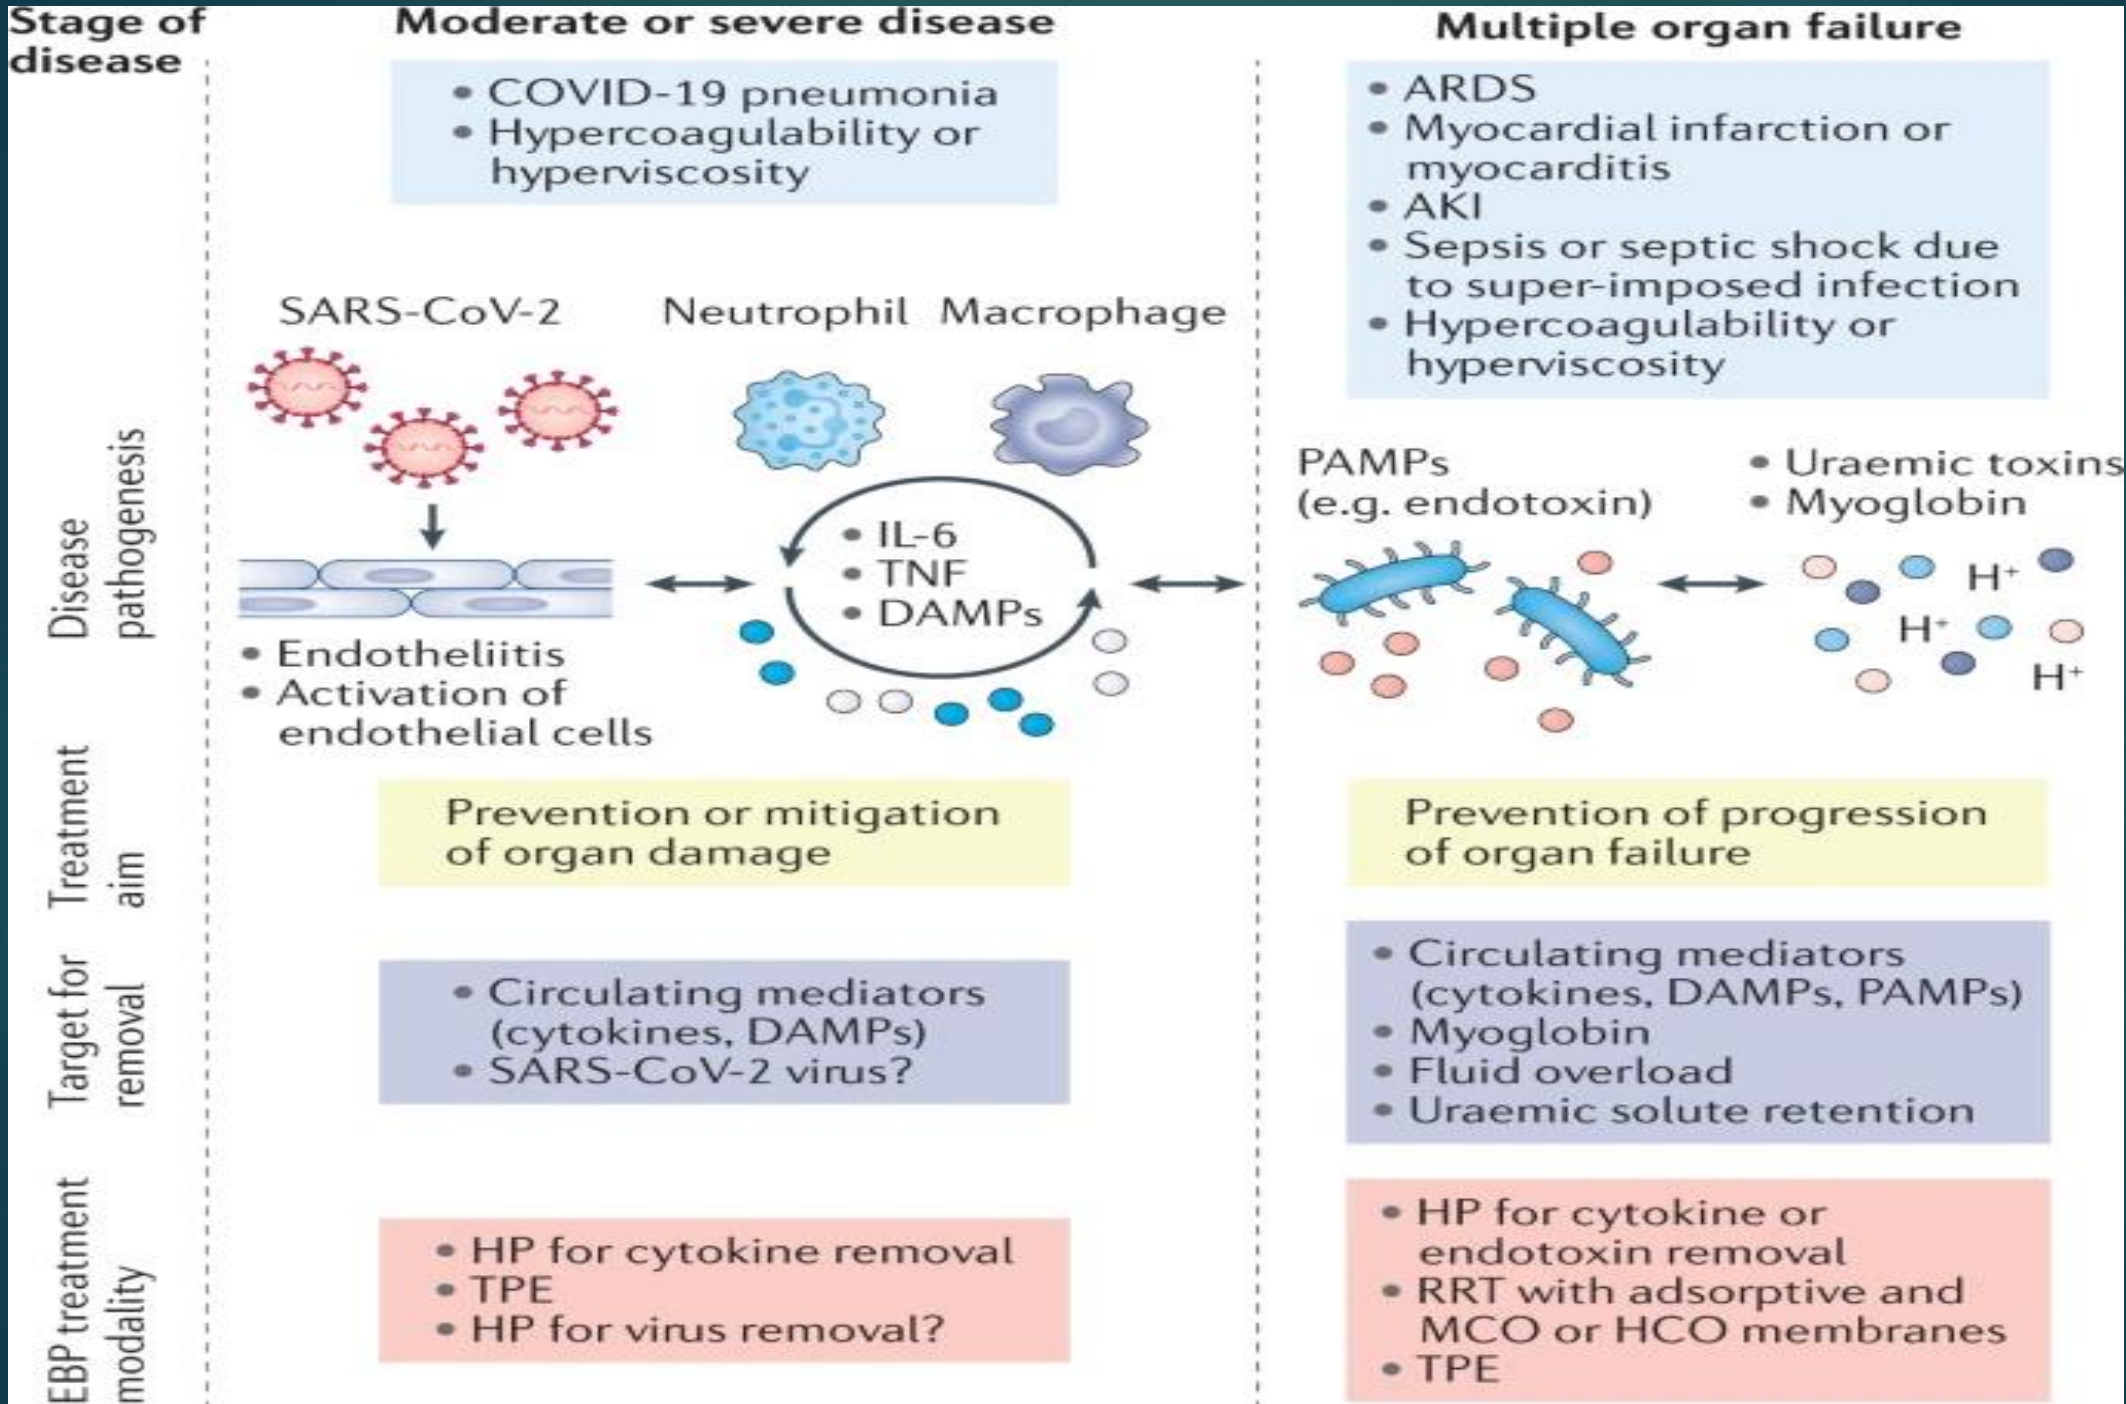 Stage of
disease
Moderate or severe disease
Multiple organ failure
• COVID-19 pneumonia
• Hypercoagulability or
hyperviscosity
• ARDS
• Myocardial infarction or
myocarditis
• AKI
• Sepsis or septic shock due
to super-imposed infection
• Hypercoagulability or
hyperviscosity
Disease
pathogenesis
SARS-CoV-2
Neutrophil
Macrophage
• IL-6
• TNF
• DAMPs
• Endotheliitis
• Activation of
endothelial cells
PAMPs
(e.g. endotoxin)
• Uraemic toxins
• Myoglobin
H⁺
H⁺
H⁺
Treatment
aim
Prevention or mitigation
of organ damage
Prevention of progression
of organ failure
Target for
removal
• Circulating mediators
(cytokines, DAMPs)
• SARS-CoV-2 virus?
• Circulating mediators
(cytokines, DAMPs, PAMPs)
• Myoglobin
• Fluid overload
• Uraemic solute retention
EBP treatment
modality
• HP for cytokine removal
• TPE
• HP for virus removal?
• HP for cytokine or
endotoxin removal
• RRT with adsorptive and
MCO or HCO membranes
• TPE